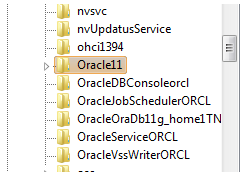 nvsvc
nvUpdatusService
ohci1394
Oracle11
OracleDBConsoleorcl
OracleJobSchedulerORCL
OracleOraDb11g_home1TN
OracleServiceORCL
OracleVssWriterORCL